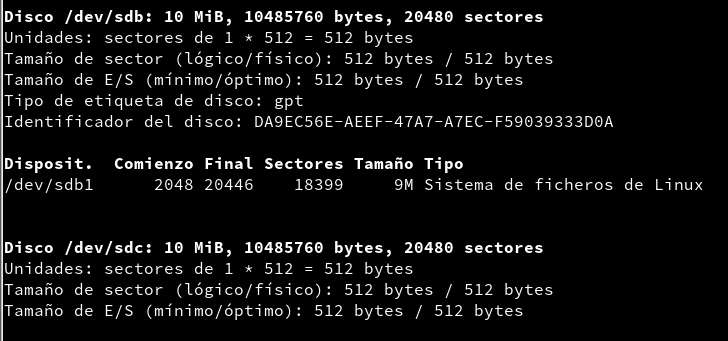 Disco /dev/sdb: 10 MiB, 10485760 bytes, 20480 sectores
Unidades: sectores de 1 * 512 = 512 bytes
Tamaño de sector (lógico/físico): 512 bytes / 512 bytes
Tamaño de E/S (mínimo/óptimo): 512 bytes / 512 bytes
Tipo de etiqueta de disco: gpt
Identificador del disco: DA9EC56E-AEEF-47A7-A7EC-F59039333D0A
Disposit.  Comienzo Final Sectores Tamaño Tipo
/dev/sdb1      2048 20446    18399     9M Sistema de ficheros de Linux
Disco /dev/sdc: 10 MiB, 10485760 bytes, 20480 sectores
Unidades: sectores de 1 * 512 = 512 bytes
Tamaño de sector (lógico/físico): 512 bytes / 512 bytes
Tamaño de E/S (mínimo/óptimo): 512 bytes / 512 bytes